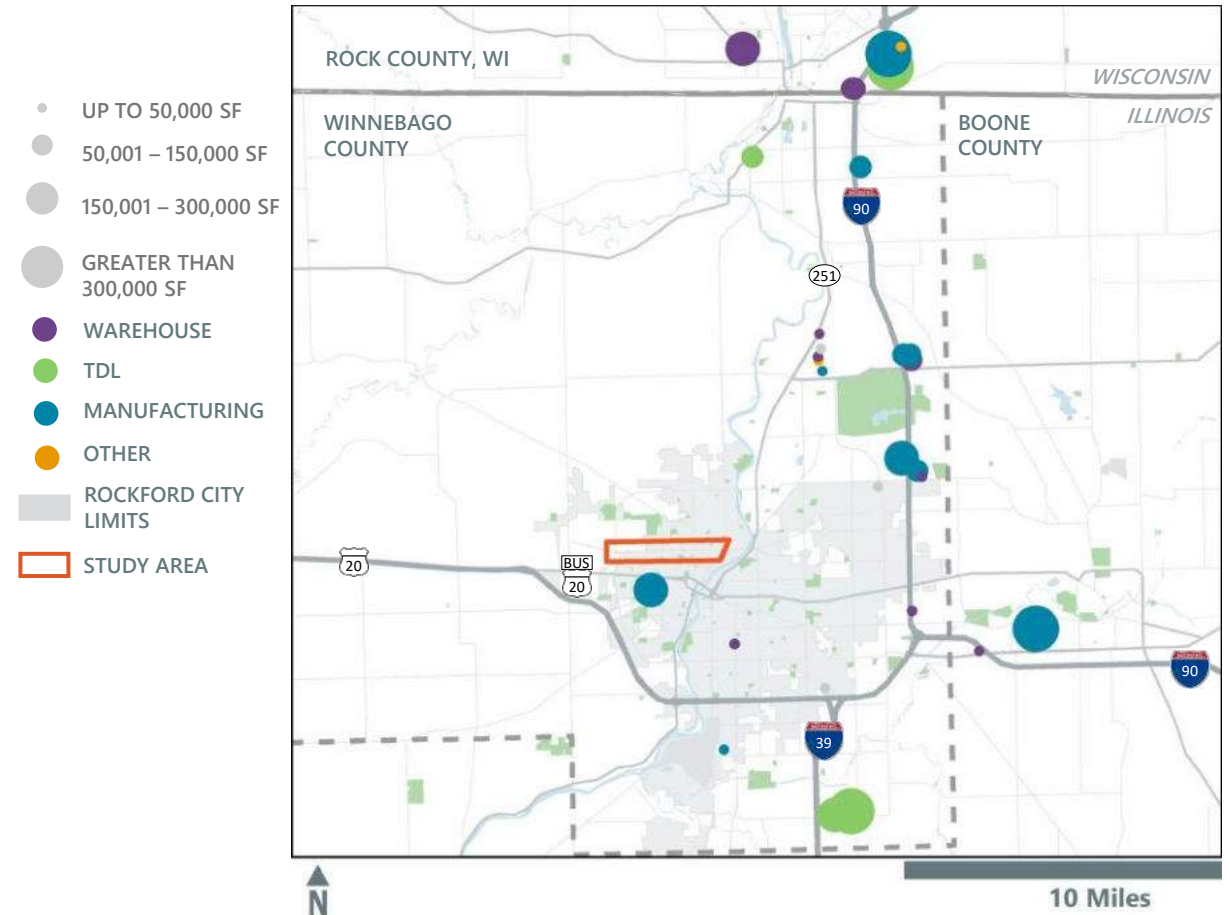 UP TO 50,000 SF
50,001 – 150,000 SF
150,001 – 300,000 SF
GREATER THAN
300,000 SF
WAREHOUSE
TDL
MANUFACTURING
OTHER
ROCKFORD CITY
LIMITS
STUDY AREA
ROCK COUNTY, WI
WISCONSIN
ILLINOIS
WINNEBAGO
COUNTY
BOONE
COUNTY
90
251
20
BUS
20
90
39
N
10 Miles